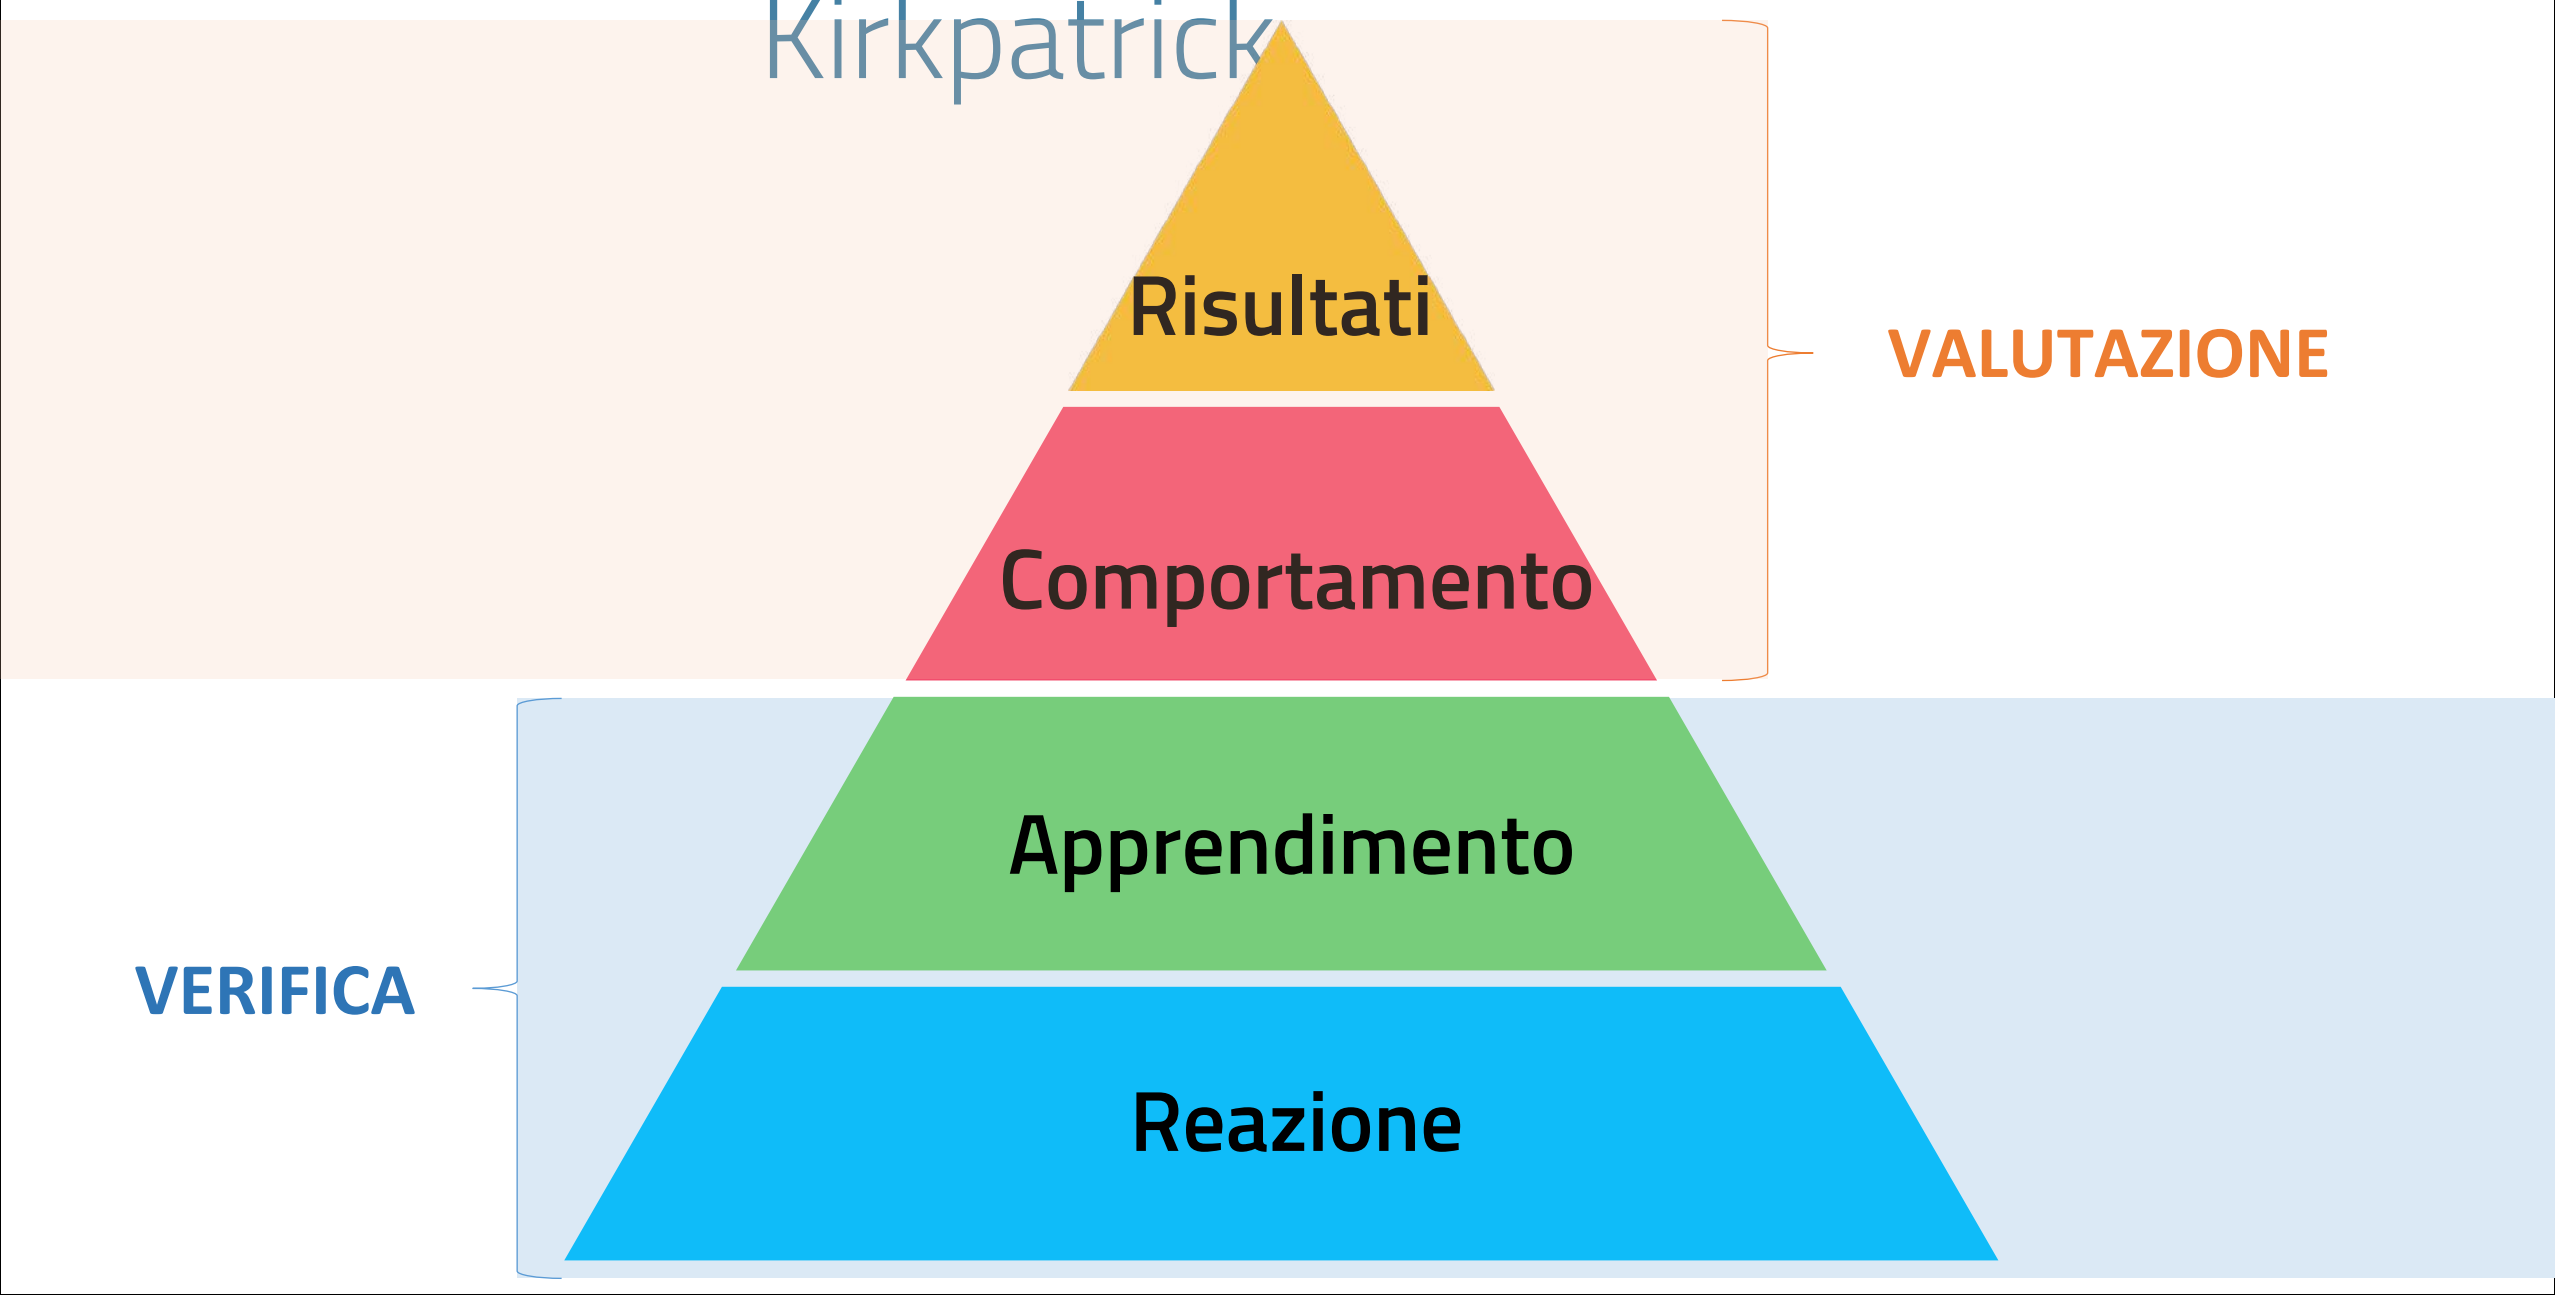 Kirkpatrick
Risultati
VALUTAZIONE
Comportamento
Apprendimento
VERIFICA
Reazione